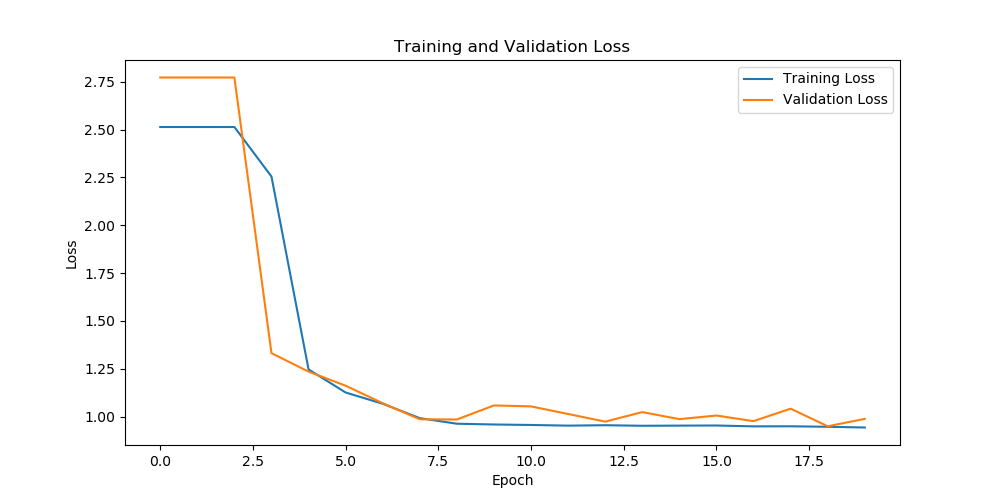 Training and Validation Loss
Training Loss
Validation Loss
2.75
2.50
2.25
2.00
1.75
1.50
1.25
1.00
Loss
0.0 2.5 5.0 7.5 10.0 12.5 15.0 17.5
Epoch